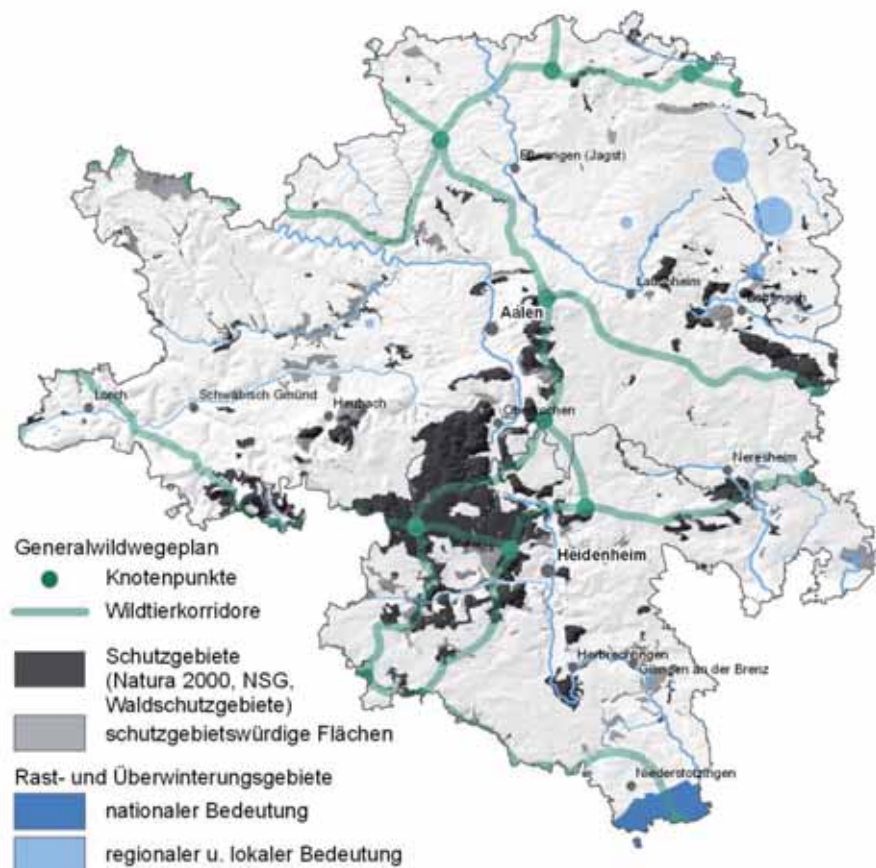 Ellwangen (Jagst)
Lauchheim
Bopfingen
Aalen
Lorch
Schwäbisch Gmünd
Heubach
Oberkochen
Neresheim
Heidenheim
Herbrechtingen
Giengen an der Brenz
Niederstotzingen
Generalwildwegeplan
Knotenpunkte
Wildtierkorridore
Schutzgebiete
(Natura 2000, NSG,
Waldschutzgebiete)
schutzgebietswürdige Flächen
Rast- und Überwinterungsgebiete
nationaler Bedeutung
regionaler u. lokaler Bedeutung